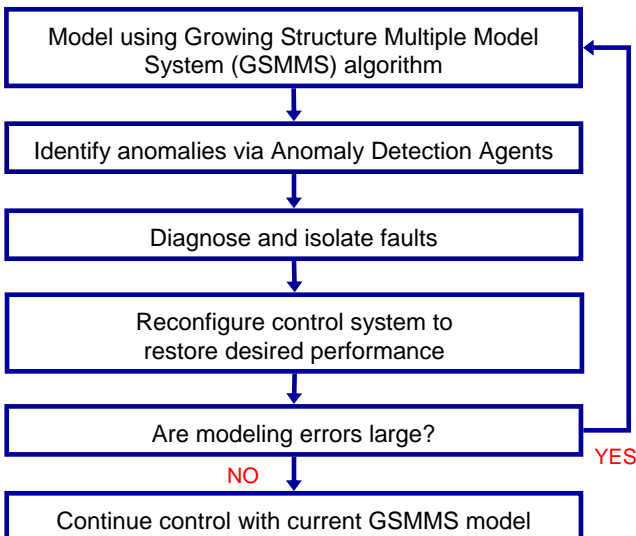 Model using Growing Structure Multiple Model
System (GSMMS) algorithm
Identify anomalies via Anomaly Detection Agents
Diagnose and isolate faults
Reconfigure control system to
restore desired performance
Are modeling errors large?
YES
NO
Continue control with current GSMMS model